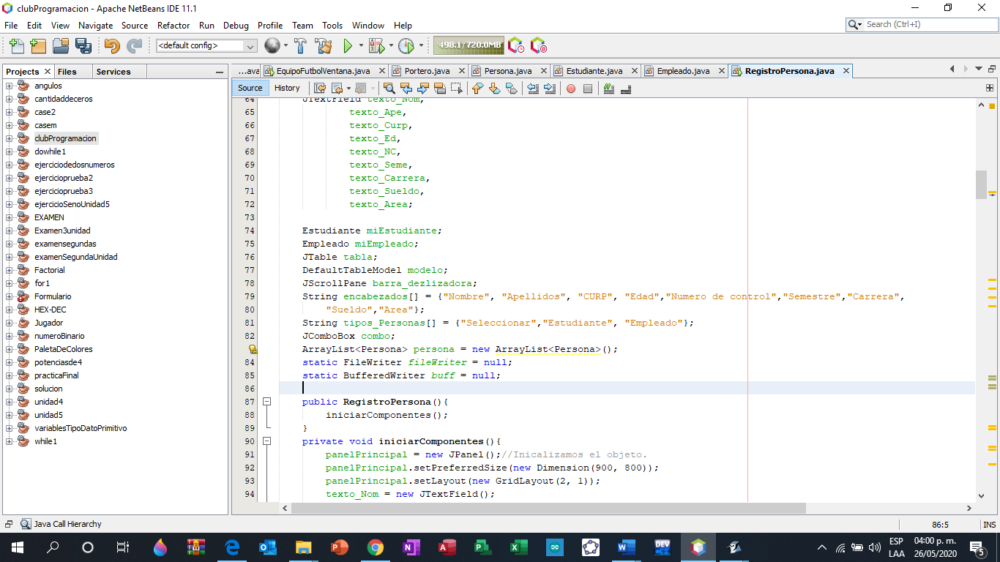 clubProgramacion - Apache NetBeans IDE 11.1
File Edit View Navigate Source Refactor Run Debug Profile Team Tools Window Help
Search (Ctrl+I)
<default config>
498.1/720.0MB
Projects Files Services
...ava EquipoFutbolVentana.java Portero.java Persona.java Estudiante.java Empleado.java RegistroPersona.java
Source History
angulos
cantidaddeceros
case2
casem
clubProgramacion
dowhile1
ejerciciodedosnumeros
ejercicioprueba2
ejercicioprueba3
ejercicioSenoUnidad5
EXAMEN
Examen3unidad
examensegundas
examenSegundaUnidad
Factorial
for1
Formulario
HEX-DEC
Jugador
numeroBinario
PaletaDeColores
potenciasde4
practicaFinal
solucion
unidad4
unidad5
variablesTipoDatoPrimitivo
while1
64 JTextField texto_Nom,
65 texto_Ape,
66 texto_Curp,
67 texto_Ed,
68 texto_NC,
69 texto_Seme,
70 texto_Carrera,
71 texto_Sueldo,
72 texto_Area;
73
74 Estudiante miEstudiante;
75 Empleado miEmpleado;
76 JTable tabla;
77 DefaultTableModel modelo;
78 JScrollPane barra_dezlizadora;
79 String encabezados[] = {"Nombre", "Apellidos", "CURP", "Edad","Numero de control","Semestre","Carrera",
80 "Sueldo","Area"};
81 String tipos_Personas[] = {"Seleccionar","Estudiante", "Empleado"};
82 JComboBox combo;
ArrayList<Persona> persona = new ArrayList<Persona>();
84 static FileWriter fileWriter = null;
85 static BufferedWriter buff = null;
86
87 public RegistroPersona(){
88 iniciarComponentes();
89 }
90 private void iniciarComponentes(){
91 panelPrincipal = new JPanel();//Inicalizamos el objeto.
92 panelPrincipal.setPreferredSize(new Dimension(900, 800));
93 panelPrincipal.setLayout(new GridLayout(2, 1));
94 texto_Nom = new JTextField();
Java Call Hierarchy
86:5 INS
ESP
LAA
04:00 p. m.
26/05/2020
5